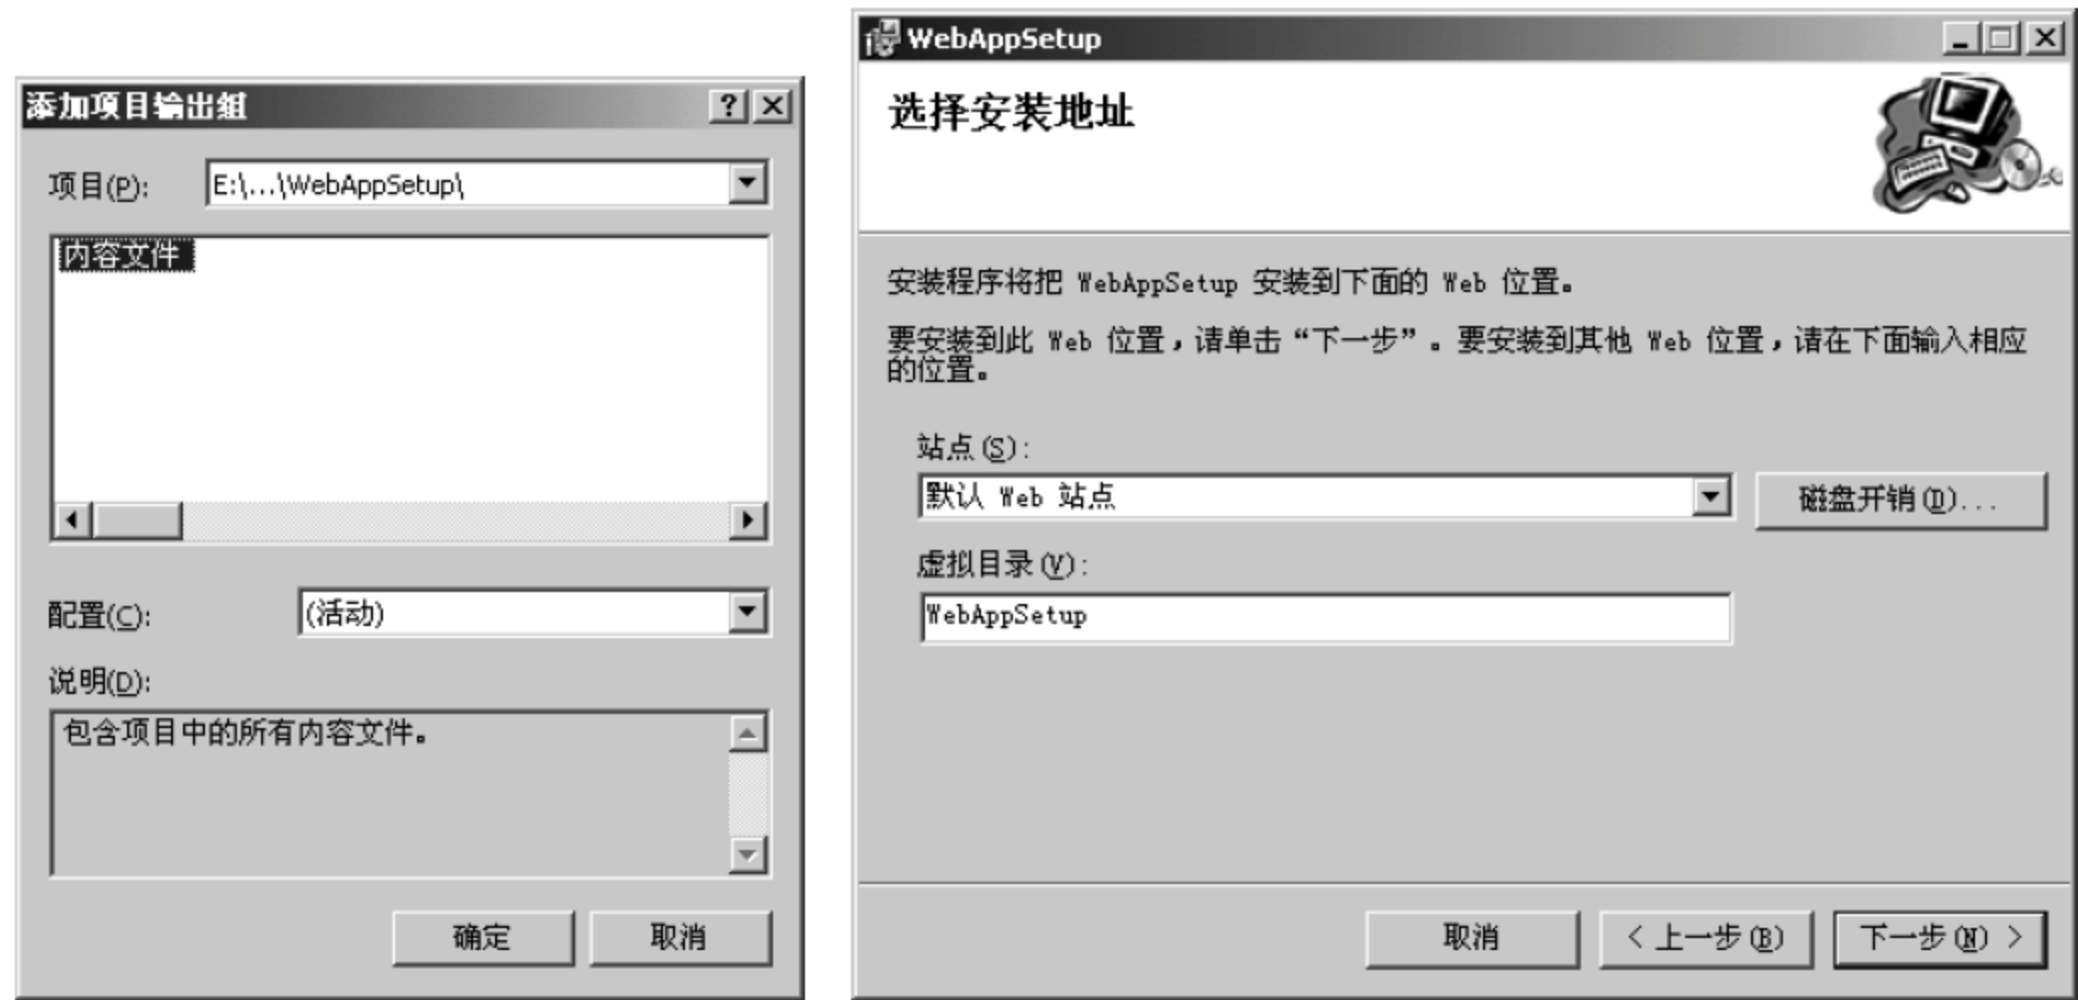 添加项目输出组
项目(P):
E:\...\WebAppSetup\
内容文件
配置(C):
(活动)
说明(D):
包含项目中的所有内容文件。
确定
取消
WebAppSetup
选择安装地址
安装程序将把 WebAppSetup 安装到下面的 Web 位置。
要安装到此 Web 位置，请单击“下一步”。要安装到其他 Web 位置，请在下面输入相应
的位置。
站点(S):
默认 Web 站点
磁盘开销(D)...
虚拟目录(V):
WebAppSetup
取消
< 上一步(B)
下一步(N) >